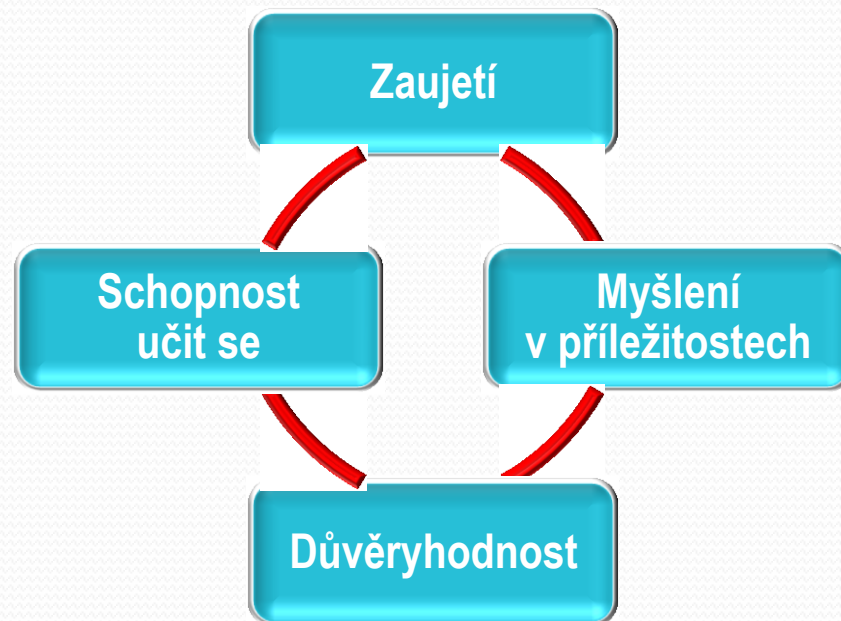 Zaujetí
Schopnost
učit se
Myšlení
v příležitostech
Důvěryhodnost